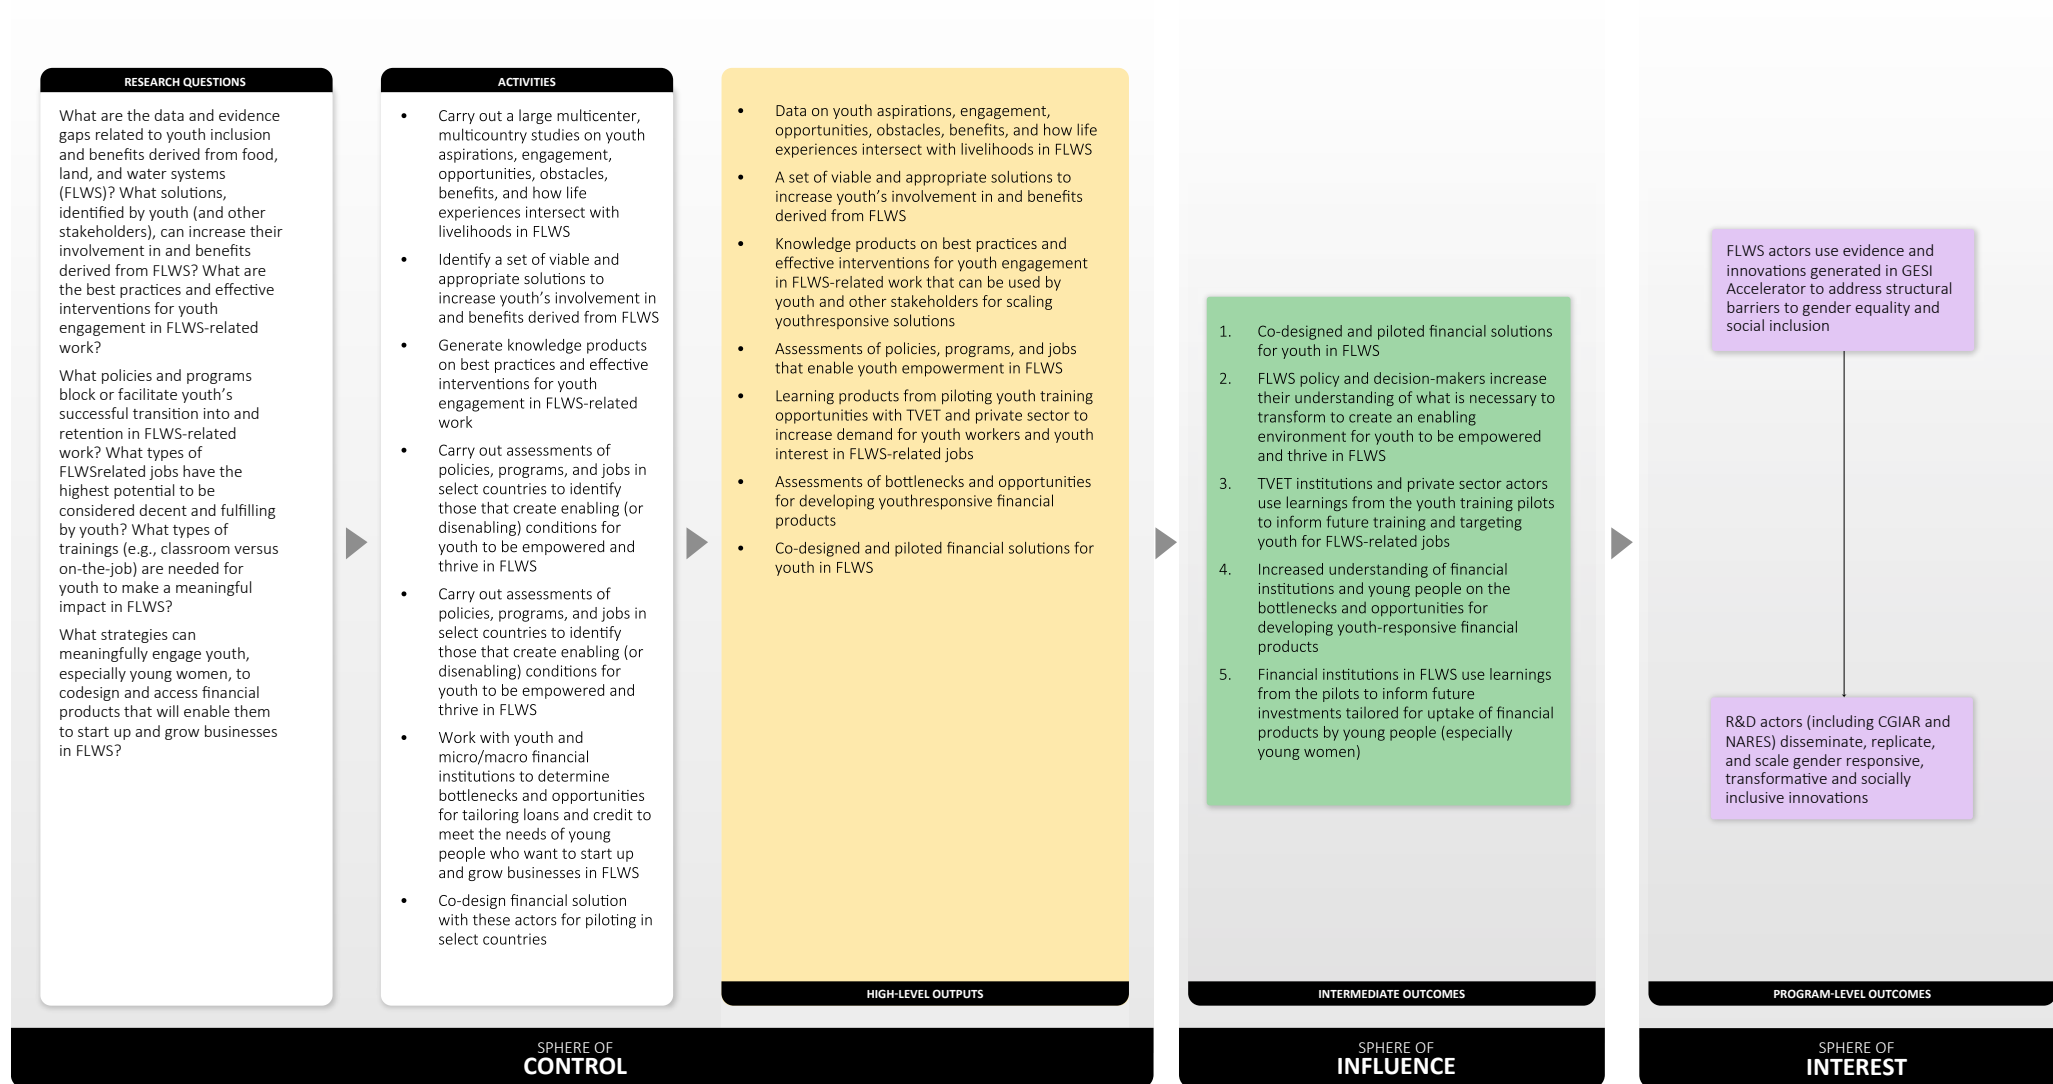 RESEARCH QUESTIONS
What are the data and evidence
gaps related to youth inclusion
and benefits derived from food,
land, and water systems
(FLWS)? What solutions,
identified by youth (and other
stakeholders), can increase their
involvement in and benefits
derived from FLWS? What are
the best practices and effective
interventions for youth
engagement in FLWS-related
work?
What policies and programs
block or facilitate youth's
successful transition into and
retention in FLWS-related
work? What types of
FLWSrelated jobs have the
highest potential to be
considered decent and fulfilling
by youth? What types of
trainings (e.g., classroom versus
on-the-job) are needed for
youth to make a meaningful
impact in FLWS?
What strategies can
meaningfully engage youth,
especially young women, to
codesign and access financial
products that will enable them
to start up and grow businesses
in FLWS?
ACTIVITIES
• Carry out a large multicenter,
multicountry studies on youth
aspirations, engagement,
opportunities, obstacles,
benefits, and how life
experiences intersect with
livelihoods in FLWS
• Identify a set of viable and
appropriate solutions to
increase youth's involvement in
and benefits derived from FLWS
• Generate knowledge products
on best practices and effective
interventions for youth
engagement in FLWS-related
work
• Carry out assessments of
policies, programs, and jobs in
select countries to identify
those that create enabling (or
disenabling) conditions for
youth to be empowered and
thrive in FLWS
• Carry out assessments of
policies, programs, and jobs in
select countries to identify
those that create enabling (or
disenabling) conditions for
youth to be empowered and
thrive in FLWS
• Work with youth and
micro/macro financial
institutions to determine
bottlenecks and opportunities
for tailoring loans and credit to
meet the needs of young
people who want to start up
and grow businesses in FLWS
• Co-design financial solution
with these actors for piloting in
select countries
• Data on youth aspirations, engagement,
opportunities, obstacles, benefits, and how life
experiences intersect with livelihoods in FLWS
• A set of viable and appropriate solutions to
increase youth's involvement in and benefits
derived from FLWS
• Knowledge products on best practices and
effective interventions for youth engagement
in FLWS-related work that can be used by
youth and other stakeholders for scaling
youthresponsive solutions
• Assessments of policies, programs, and jobs
that enable youth empowerment in FLWS
• Learning products from piloting youth training
opportunities with TVET and private sector to
increase demand for youth workers and youth
interest in FLWS-related jobs
• Assessments of bottlenecks and opportunities
for developing youthresponsive financial
products
• Co-designed and piloted financial solutions for
youth in FLWS
HIGH-LEVEL OUTPUTS
SPHERE OF
CONTROL
1. Co-designed and piloted financial solutions
for youth in FLWS
2. FLWS policy and decision-makers increase
their understanding of what is necessary to
transform to create an enabling
environment for youth to be empowered
and thrive in FLWS
3. TVET institutions and private sector actors
use learnings from the youth training pilots
to inform future training and targeting
youth for FLWS-related jobs
4. Increased understanding of financial
institutions and young people on the
bottlenecks and opportunities for
developing youth-responsive financial
products
5. Financial institutions in FLWS use learnings
from the pilots to inform future
investments tailored for uptake of financial
products by young people (especially
young women)
INTERMEDIATE OUTCOMES
SPHERE OF
INFLUENCE
FLWS actors use evidence and
innovations generated in GESI
Accelerator to address structural
barriers to gender equality and
social inclusion
R&D actors (including CGIAR and
NARES) disseminate, replicate,
and scale gender responsive,
transformative and socially
inclusive innovations
PROGRAM-LEVEL OUTCOMES
SPHERE OF
INTEREST